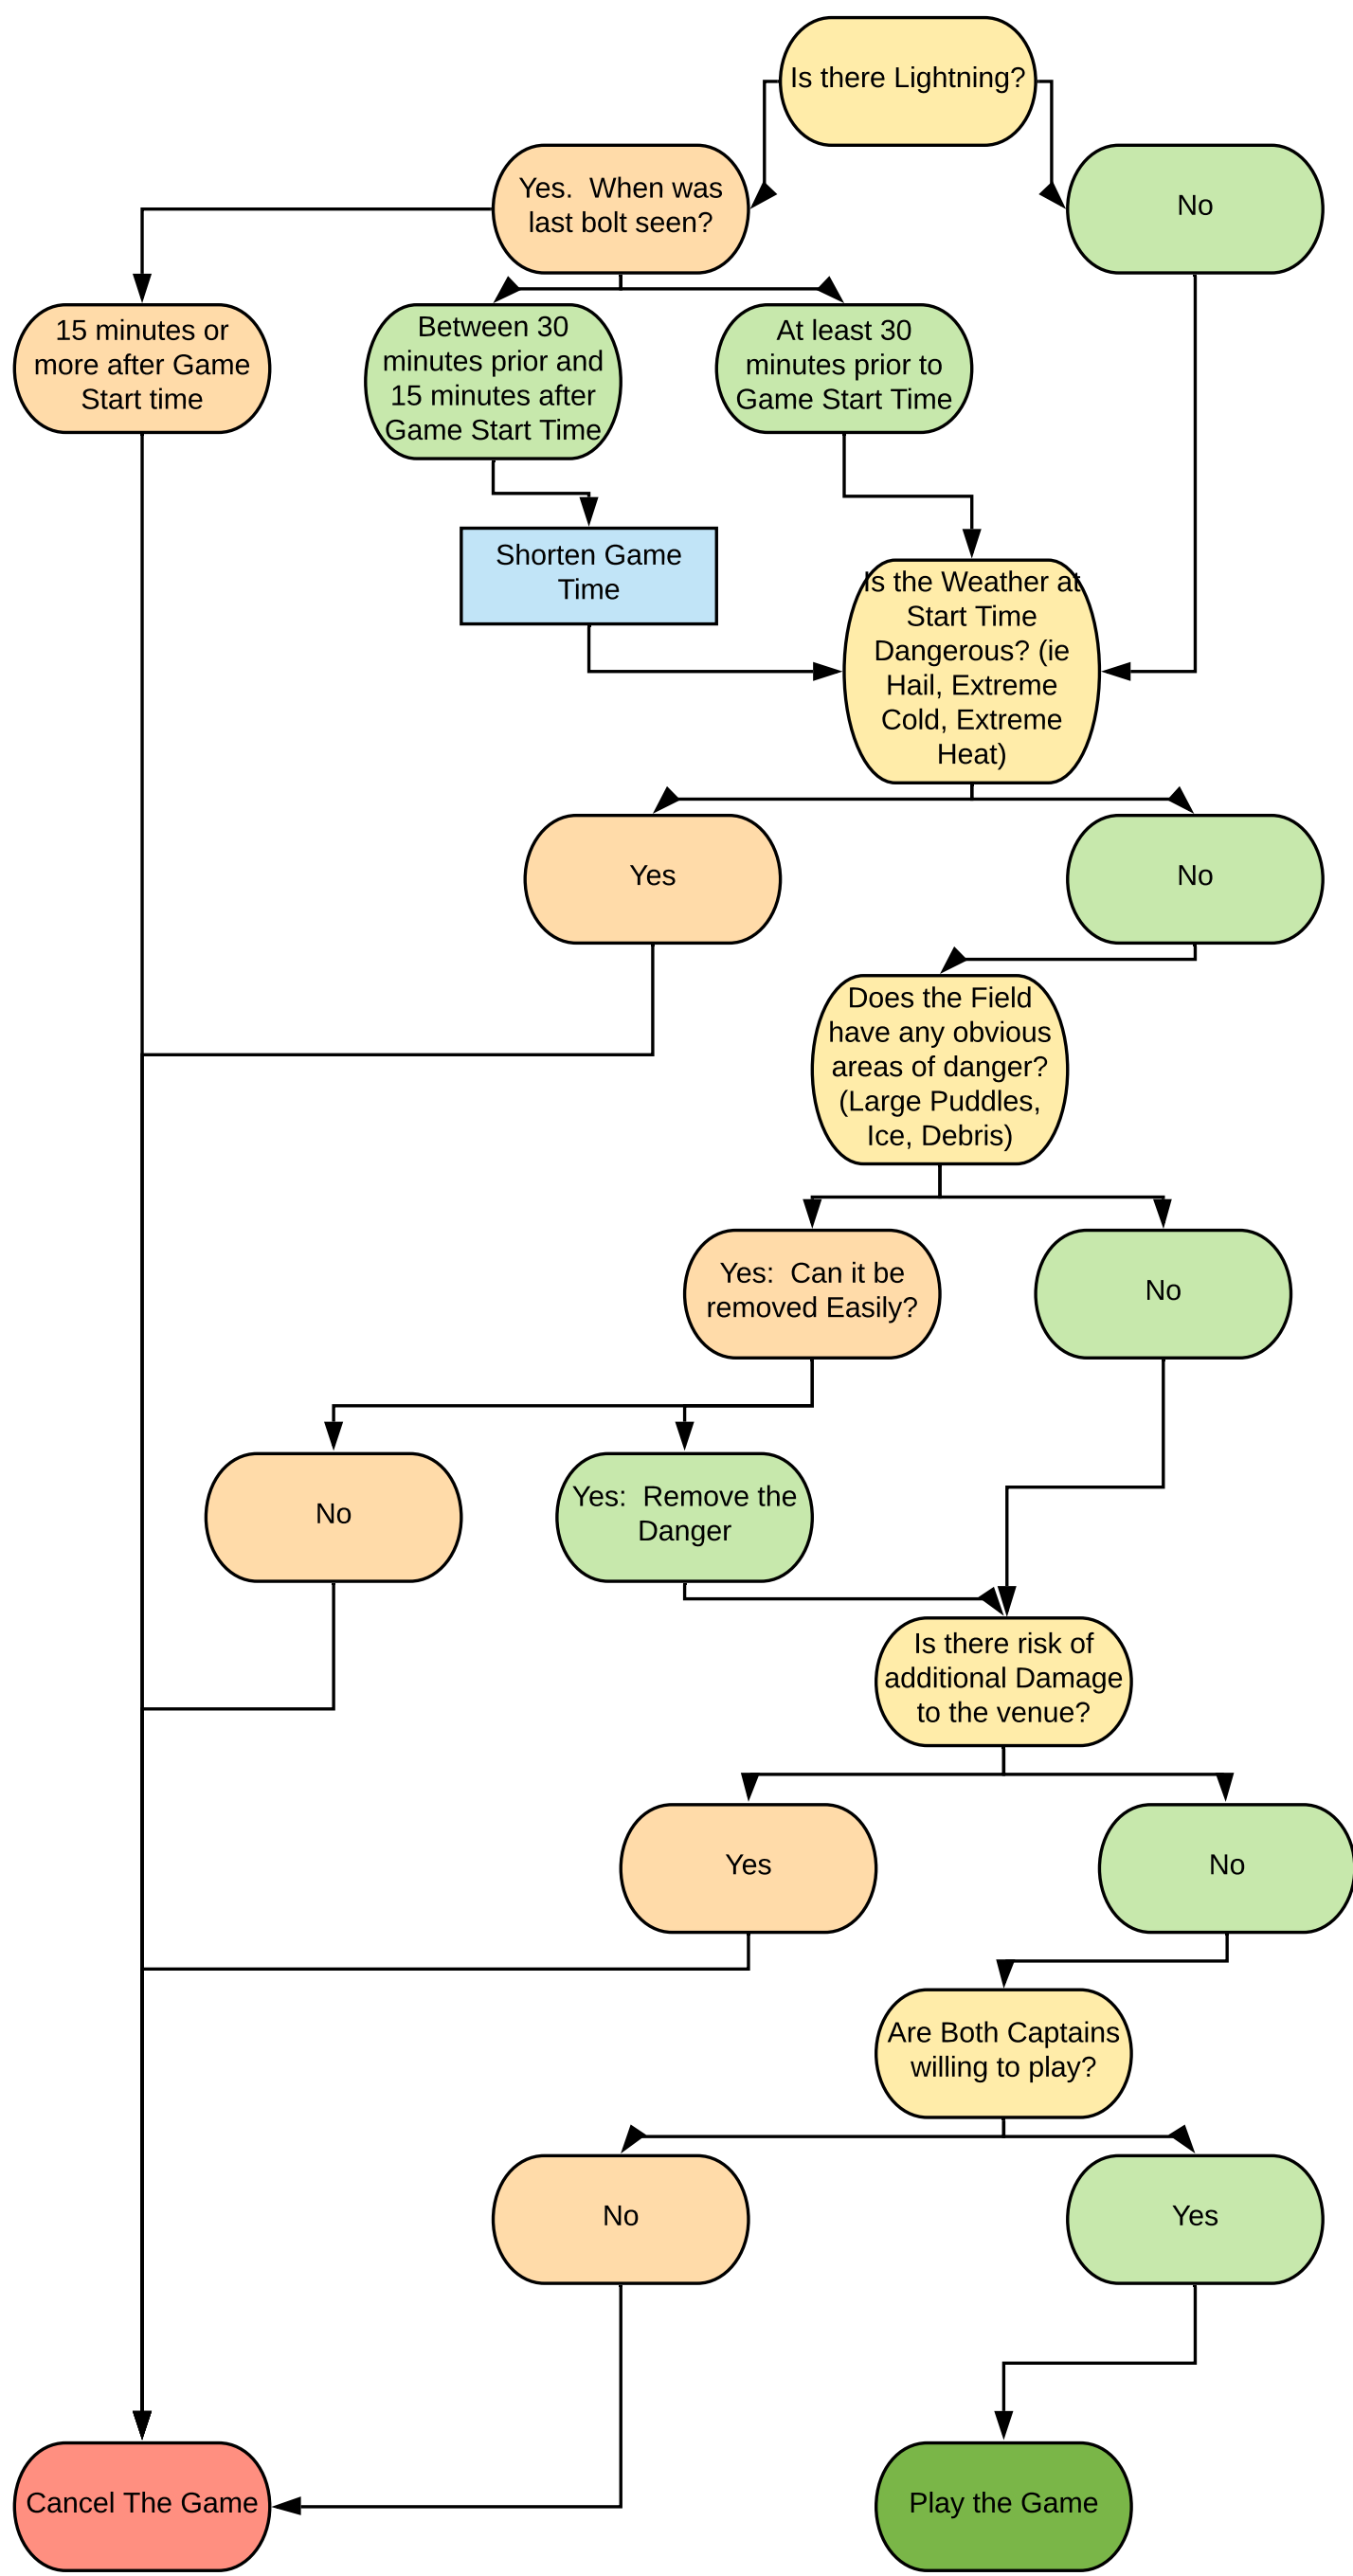 Is there Lightning?
Yes.  When was
last bolt seen?
No
15 minutes or
more after Game
Start time
Between 30
minutes prior and
15 minutes after
Game Start Time
At least 30
minutes prior to
Game Start Time
Shorten Game
Time
Is the Weather at
Start Time
Dangerous? (ie
Hail, Extreme
Cold, Extreme
Heat)
Yes
No
Does the Field
have any obvious
areas of danger?
(Large Puddles,
Ice, Debris)
Yes:  Can it be
removed Easily?
No
No
Yes:  Remove the
Danger
Is there risk of
additional Damage
to the venue?
Yes
No
Are Both Captains
willing to play?
No
Yes
Cancel The Game
Play the Game